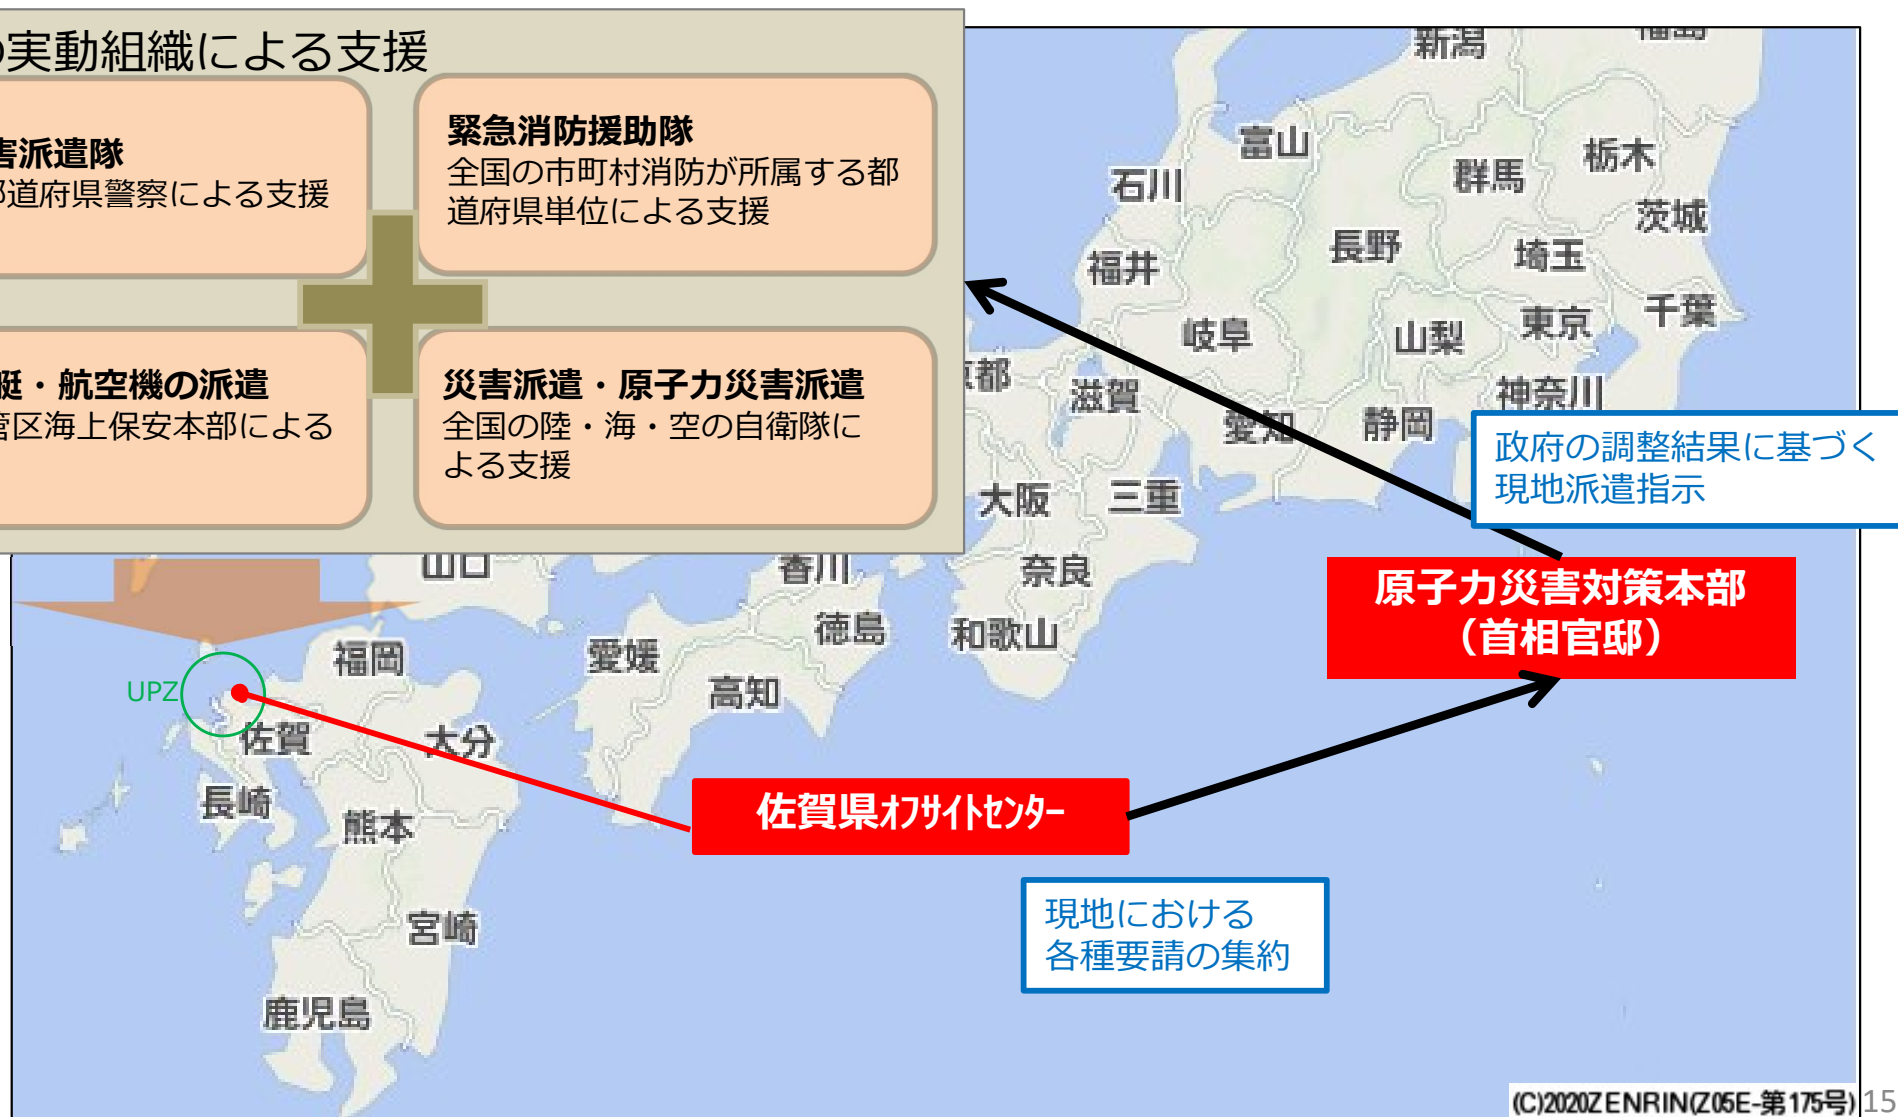 の実動組織による支援
害派遣隊
都道府県警察による支援
緊急消防援助隊
全国の市町村消防が所属する都
道府県単位による支援
艇・航空機の派遣
管区海上保安本部による
災害派遣・原子力災害派遣
全国の陸・海・空の自衛隊に
よる支援
新潟
福島
富山
石川
群馬
栃木
茨城
長野
埼玉
福井
岐阜
山梨
東京
千葉
京都
滋賀
愛知
静岡
神奈川
政府の調整結果に基づく
現地派遣指示
大阪
三重
山口
香川
奈良
原子力災害対策本部
（首相官邸）
福岡
愛媛
徳島
和歌山
UPZ
高知
佐賀
大分
長崎
熊本
佐賀県ｵﾌｻｲﾄｾﾝﾀｰ
宮崎
現地における
各種要請の集約
鹿児島
(C)2020ZENRIN(Z05E-第175号)
15